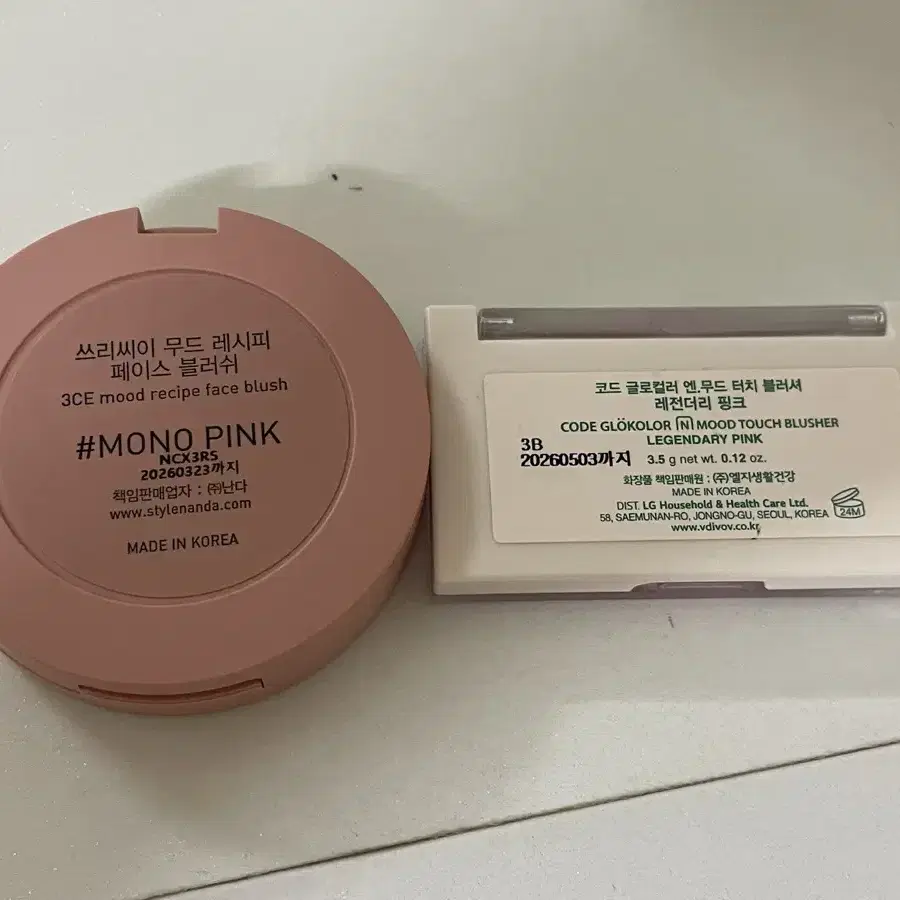 쓰리씨이 무드 레시피
페이스 블러쉬
3CE mood recipe face blush
#MONO PINK
NCX3RS
20260323까지
책임판매업자 : ㈜난다
www.stylenanda.com
MADE IN KOREA
코드 글로컬러 엔.무드 터치 블러셔
레전더리 핑크
CODE GLÖKOLOR N MOOD TOUCH BLUSHER
LEGENDARY PINK
3B
20260503까지
3.5 g net wt. 0.12 oz.
화장품 책임판매원 : (주)엘지생활건강
MADE IN KOREA
DIST. LG Household & Health Care Ltd.
58, SAEMUNAN-RO, JONGNO-GU, SEOUL, KOREA
24M
www.vdivov.co.kr